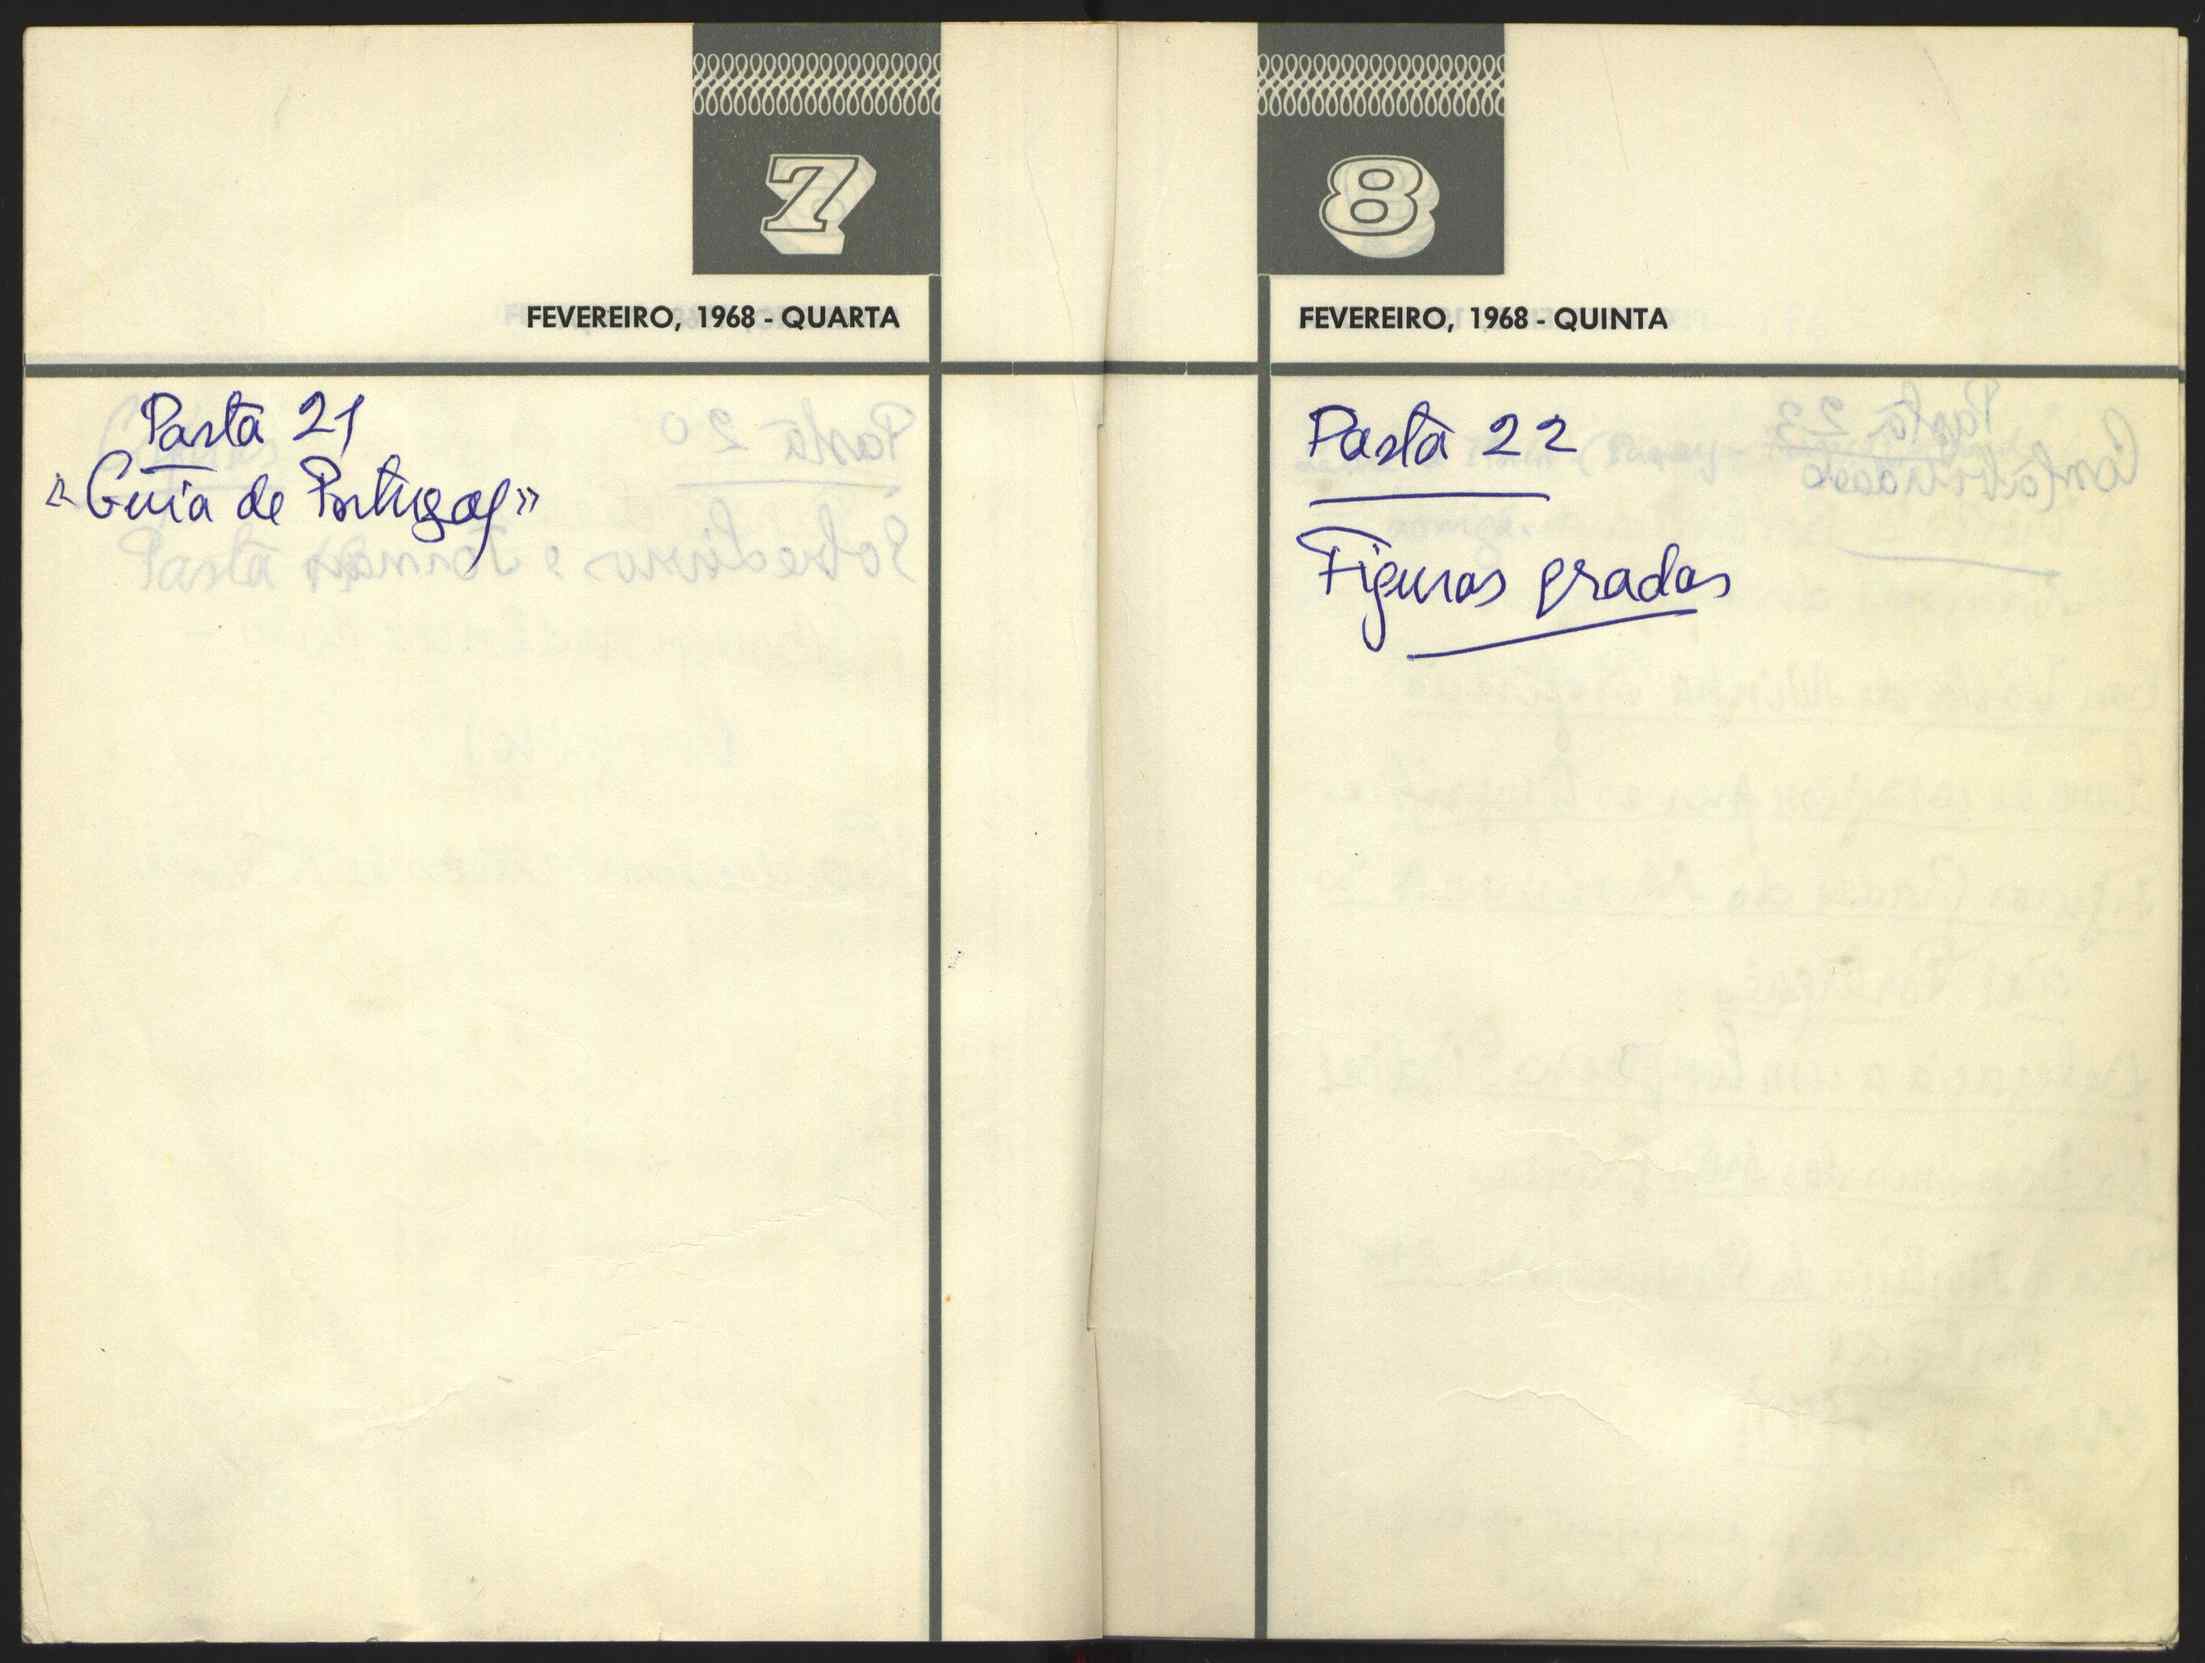 7
FEVEREIRO, 1968 - QUARTA
Pasta 21
"Guia de Portugal"
8
FEVEREIRO, 1968 - QUINTA
Pasta 22
Figuras gradas